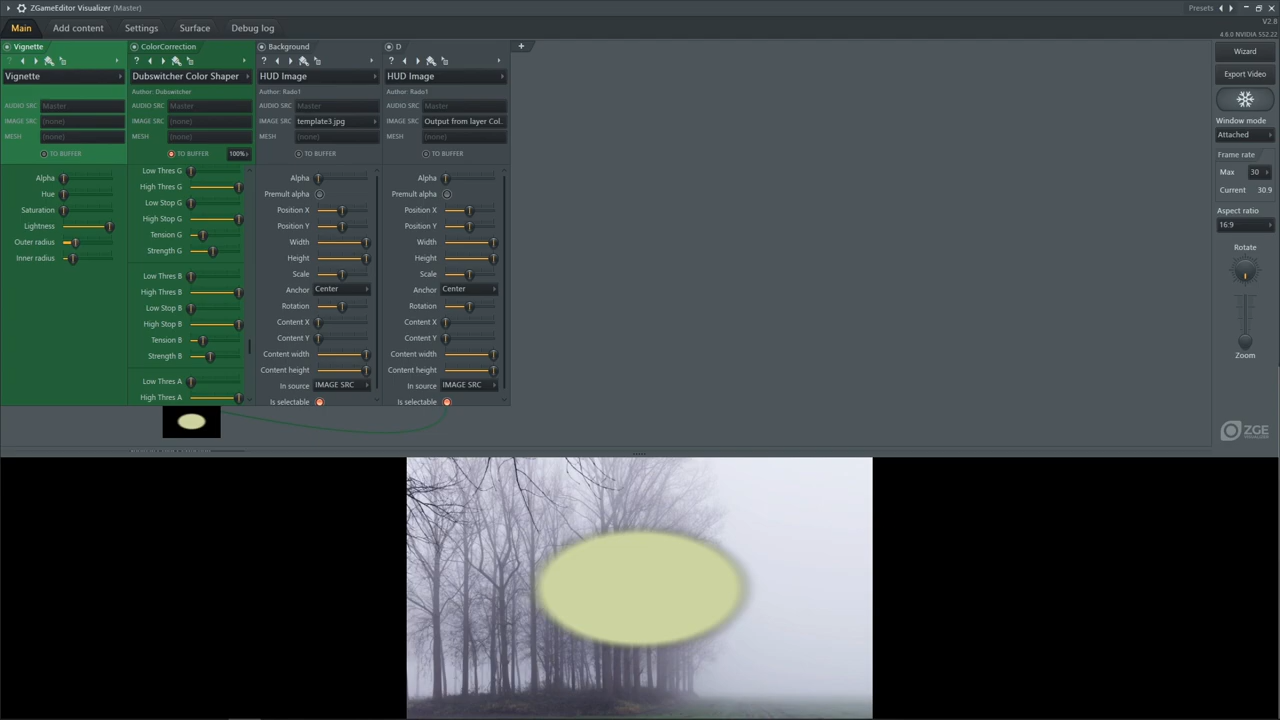 ZGameEditor Visualizer (Master)
Presets
Main
Add content
Settings
Surface
Debug log
V2.8
4.6.0 NVIDIA 552.22
Vignette
ColorCorrection
Background
D
Vignette
Dubswitcher Color Shaper
HUD Image
HUD Image
Author: Dubswitcher
Author: Rado1
Author: Rado1
AUDIO SRC Master
AUDIO SRC Master
AUDIO SRC Master
AUDIO SRC Master
IMAGE SRC (none)
IMAGE SRC (none)
IMAGE SRC template3.jpg
IMAGE SRC Output from layer Col.
MESH (none)
MESH (none)
MESH (none)
MESH (none)
TO BUFFER
TO BUFFER 100%
TO BUFFER
TO BUFFER
Alpha
Hue
Saturation
Lightness
Outer radius
Inner radius
Low Thres G
High Thres G
Low Stop G
High Stop G
Tension G
Strength G
Low Thres B
High Thres B
Low Stop B
High Stop B
Tension B
Strength B
Low Thres A
High Thres A
Alpha
Premult alpha
Position X
Position Y
Width
Height
Scale
Anchor Center
Rotation
Content X
Content Y
Content width
Content height
In source IMAGE SRC
Is selectable
Alpha
Premult alpha
Position X
Position Y
Width
Height
Scale
Anchor Center
Rotation
Content X
Content Y
Content width
Content height
In source IMAGE SRC
Is selectable
Wizard
Export Video
Window mode
Attached
Frame rate
Max 30
Current 30.9
Aspect ratio
16:9
Rotate
Zoom
ZGE
VISUALIZER